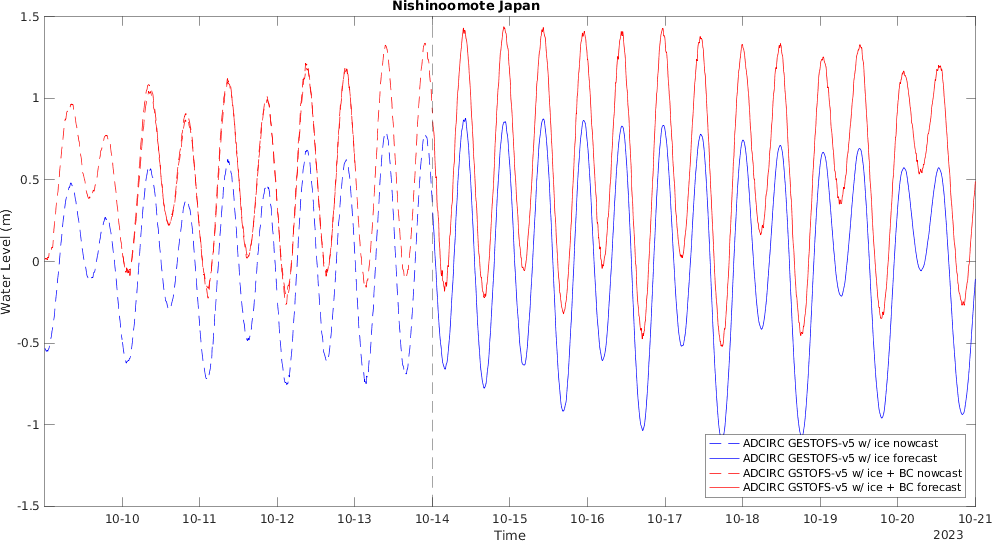 Nishinoomote Japan
1.5
1
0.5
0
-0.5
-1
-1.5
Water Level (m)
ADCIRC GESTOFS-v5 w/ ice nowcast
ADCIRC GESTOFS-v5 w/ ice forecast
ADCIRC GSTOFS-v5 w/ ice + BC nowcast
ADCIRC GSTOFS-v5 w/ ice + BC forecast
10-10 10-11 10-12 10-13 10-14 10-15 10-16 10-17 10-18 10-19 10-20 10-21
Time
2023